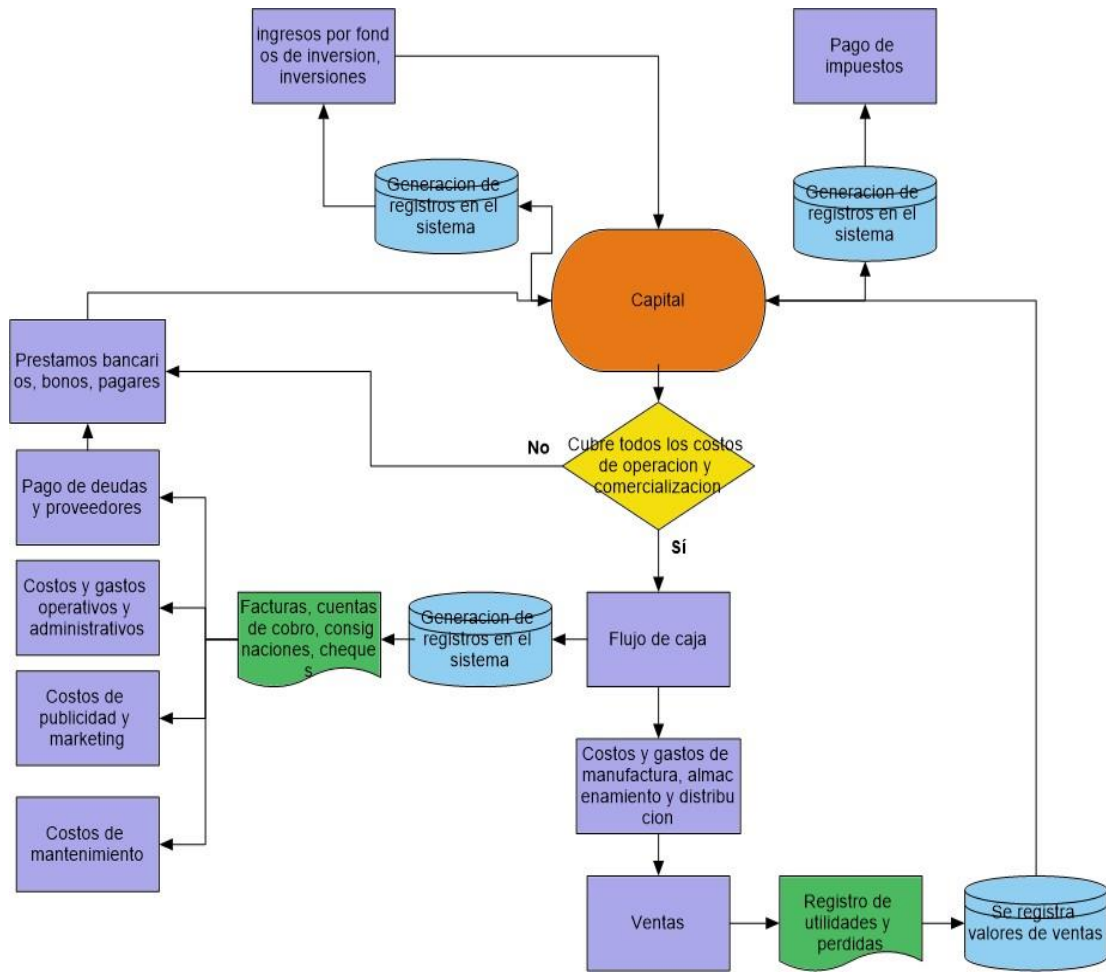 ingresos por fond
os de inversion,
inversiones
Pago de
impuestos
Generacion de
registros en el
sistema
Generacion de
registros en el
sistema
Capital
Prestamos bancari
os, bonos, pagares
No
Cubre todos los costos
de operacion y
comercializacion
Pago de deudas
y proveedores
Sí
Costos y gastos
operativos y
administrativos
Facturas, cuentas
de cobro, consig
naciones, cheque
s
Generacion de
registros en el
sistema
Flujo de caja
Costos de
publicidad y
marketing
Costos y gastos de
manufactura, almac
enamiento y distribu
cion
Costos de
mantenimiento
Ventas
Registro de
utilidades y
perdidas
Se registra
valores de ventas